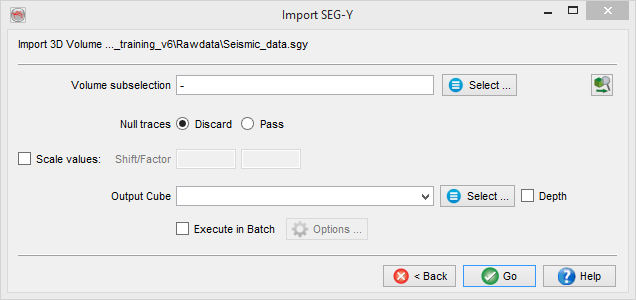 Import SEG-Y
Import 3D Volume ..._training_v6\Rawdata\Seismic_data.sgy
Volume subselection - Select ...
Null traces Discard Pass
Scale values: Shift/Factor
Output Cube Select ... Depth
Execute in Batch Options ...
< Back Go Help